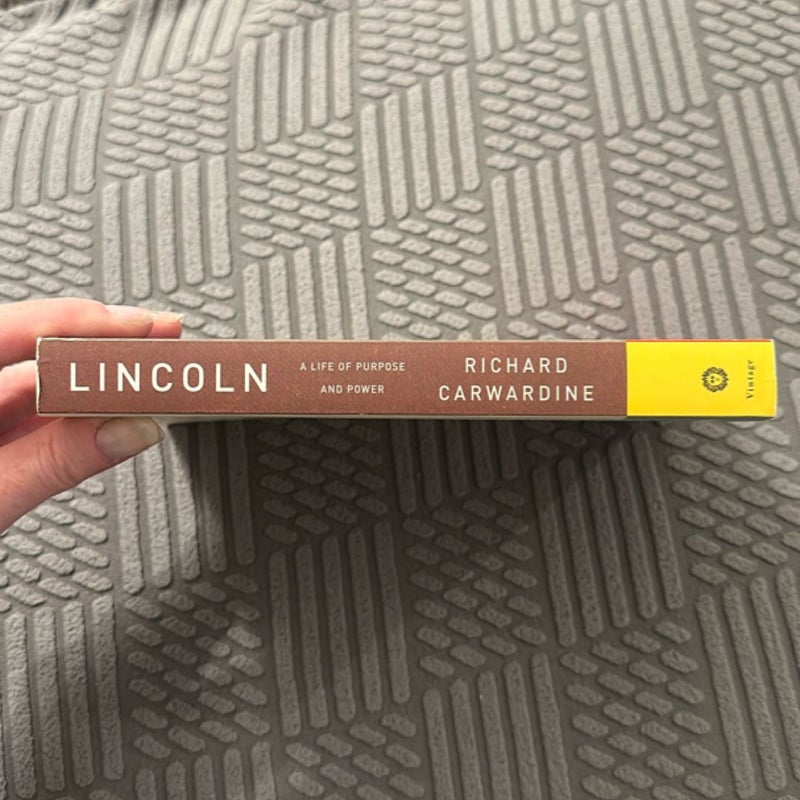 LINCOLN
A LIFE OF PURPOSE
AND POWER
RICHARD
CARWARDINE
Vintage